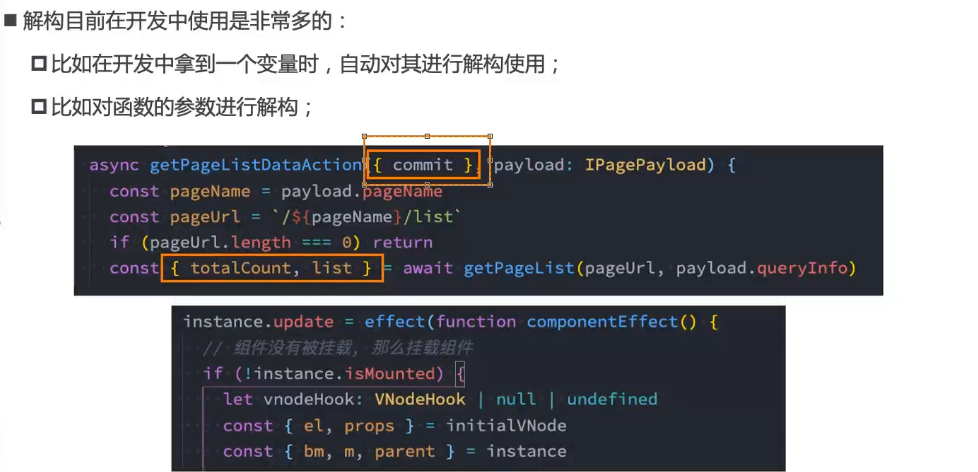 解构目前在开发中使用是非常多的：
比如在开发中拿到一个变量时，自动对其进行解构使用；
比如对函数的参数进行解构；
async getPageListDataAction({ commit }, payload: IPagePayload) {
const pageName = payload.pageName
const pageUrl = `/${pageName}/list`
if (pageUrl.length === 0) return
const { totalCount, list } = await getPageList(pageUrl, payload.queryInfo)
instance.update = effect(function componentEffect() {
// 组件没有被挂载, 那么挂载组件
if (!instance.isMounted) {
let vnodeHook: VNodeHook | null | undefined
const { el, props } = initialVNode
const { bm, m, parent } = instance